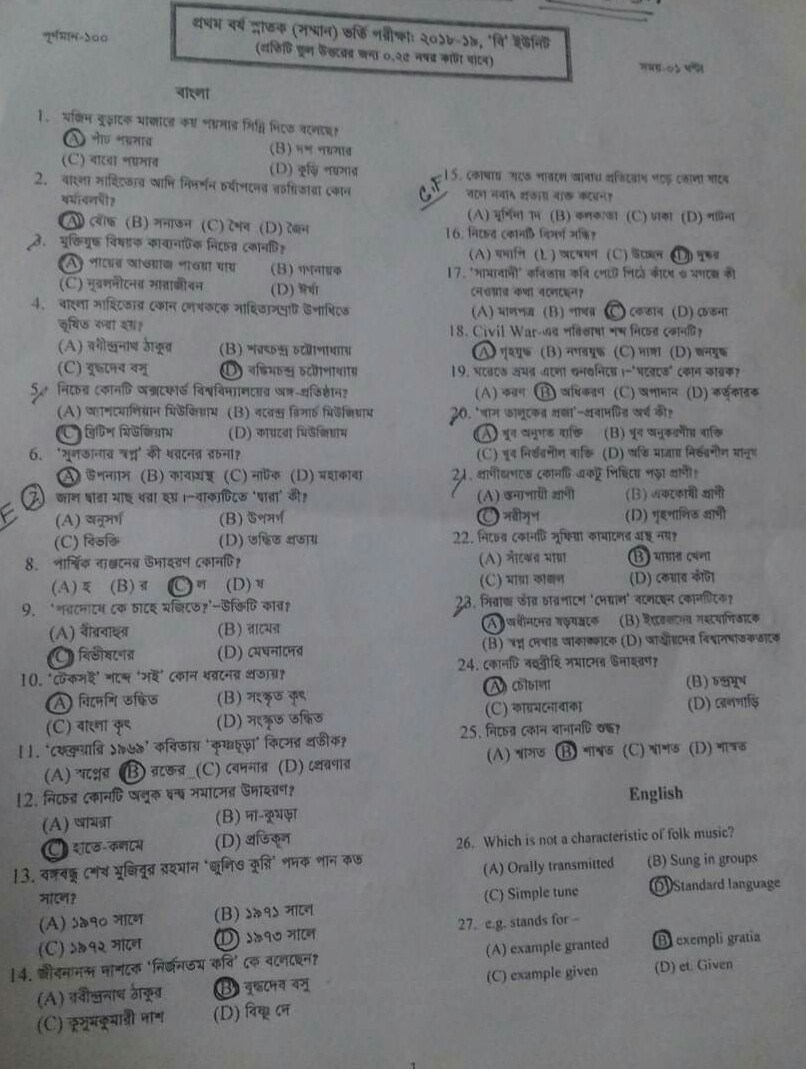 পূর্ণমান-১০০
প্রথম বর্ষ স্নাতক (সম্মান) ভর্তি পরীক্ষা: ২০১৮-১৯, 'বি' ইউনিট
(প্রতিটি ভুল উত্তরের জন্য ০.২৫ নম্বর কাটা যাবে)
সময়-০১ ঘণ্টা
বাংলা
1. মজিদ বুড়োকে মাজারে কয় পয়সার সিন্নি দিতে বলেছে?
(A) পাঁচ পয়সার (B) দশ পয়সার
(C) বারো পয়সার (D) কুড়ি পয়সার
2. বাংলা সাহিত্যের আদি নিদর্শন চর্যাপদের রচয়িতারা কোন
ধর্মাবলম্বী?
(A) বৌদ্ধ (B) সনাতন (C) শৈব (D) জৈন
3. মুক্তিযুদ্ধ বিষয়ক কাব্যনাটক নিচের কোনটি?
(A) পায়ের আওয়াজ পাওয়া যায় (B) গণনায়ক
(C) নূরলদীনের সারাজীবন (D) ঈর্ষা
4. বাংলা সাহিত্যের কোন লেখককে সাহিত্যসম্রাট উপাধিতে
ভূষিত করা হয়?
(A) রবীন্দ্রনাথ ঠাকুর (B) শরৎচন্দ্র চট্টোপাধ্যায়
(C) বুদ্ধদেব বসু (D) বঙ্কিমচন্দ্র চট্টোপাধ্যায়
5. নিচের কোনটি অক্সফোর্ড বিশ্ববিদ্যালয়ের অঙ্গ-প্রতিষ্ঠান?
(A) অ্যাশমোলিয়ান মিউজিয়াম (B) বরেন্দ্র রিসার্চ মিউজিয়াম
(C) ব্রিটিশ মিউজিয়াম (D) কায়রো মিউজিয়াম
6. 'সুলতানার স্বপ্ন' কী ধরনের রচনা?
(A) উপন্যাস (B) কাব্যগ্রন্থ (C) নাটক (D) মহাকাব্য
7. জাল দ্বারা মাছ ধরা হয়।–বাক্যটিতে 'দ্বারা' কী?
(A) অনুসর্গ (B) উপসর্গ
(C) বিভক্তি (D) তদ্ধিত প্রত্যয়
8. পার্শ্বিক ব্যঞ্জনের উদাহরণ কোনটি?
(A) হ (B) র (C) ল (D) ষ
9. 'পরদোষে কে চাহে মজিতে?'–উক্তিটি কার?
(A) বীরবাহুর (B) রামের
(C) বিভীষণের (D) মেঘনাদের
10. 'টেকসই' শব্দে 'সই' কোন ধরনের প্রত্যয়?
(A) বিদেশি তদ্ধিত (B) সংস্কৃত কৃৎ
(C) বাংলা কৃৎ (D) সংস্কৃত তদ্ধিত
11. 'ফেব্রুয়ারি ১৯৬৯' কবিতায় 'কৃষ্ণচূড়া' কিসের প্রতীক?
(A) স্বপ্নের (B) রক্তের (C) বেদনার (D) প্রেরণার
12. নিচের কোনটি অলুক দ্বন্দ্ব সমাসের উদাহরণ?
(A) আমরা (B) দা-কুমড়া
(C) হাতে-কলমে (D) প্রতিকূল
13. বঙ্গবন্ধু শেখ মুজিবুর রহমান 'জুলিও কুরি' পদক পান কত
সালে?
(A) ১৯৭০ সালে (B) ১৯৭১ সালে
(C) ১৯৭২ সালে (D) ১৯৭৩ সালে
14. জীবনানন্দ দাশকে 'নির্জনতম কবি' কে বলেছেন?
(A) রবীন্দ্রনাথ ঠাকুর (B) বুদ্ধদেব বসু
(C) কুসুমকুমারী দাশ (D) বিষ্ণু দে
15. কোথায় যেতে পারলে আবার প্রতিরোধ গড়ে তোলা যাবে
বলে নবাব প্রত্যয় ব্যক্ত করেন?
(A) মুর্শিদাবাদ (B) কলকাতা (C) ঢাকা (D) পাটনা
16. নিচের কোনটি বিসর্গ সন্ধি?
(A) যদ্যপি (B) অন্বেষণ (C) উচ্ছেদ (D) দুষ্কর
17. 'সাম্যবাদী' কবিতায় কবি পেটে পিঠে কাঁধে ও মগজে কী
নেওয়ার কথা বলেছেন?
(A) মালপত্র (B) পাথর (C) কেতাব (D) চেতনা
18. Civil War-এর পরিভাষা শব্দ নিচের কোনটি?
(A) গৃহযুদ্ধ (B) নগরযুদ্ধ (C) দাঙ্গা (D) জনযুদ্ধ
19. ঘরেতে ভ্রমর এলো গুনগুনিয়ে।–'ঘরেতে' কোন কারক?
(A) করণ (B) অধিকরণ (C) অপাদান (D) কর্তৃকারক
20. 'খাস তালুকের প্রজা'–প্রবাদটির অর্থ কী?
(A) খুব অনুগত ব্যক্তি (B) খুব অনুকরণীয় ব্যক্তি
(C) খুব নির্ভরশীল ব্যক্তি (D) অতি মাত্রায় নির্ভরশীল মানুষ
21. প্রাণীজগতে কোনটি একটু পিছিয়ে পড়া প্রাণী?
(A) স্তন্যপায়ী প্রাণী (B) এককোষী প্রাণী
(C) সরীসৃপ (D) গৃহপালিত প্রাণী
22. নিচের কোনটি সুফিয়া কামালের গ্রন্থ নয়?
(A) সাঁঝের মায়া (B) মায়ার খেলা
(C) মায়া কাজল (D) কেয়ার কাঁটা
23. সিরাজ তাঁর চারপাশে 'দেয়াল' বলেছেন কোনটিকে?
(A) অধীনদের ষড়যন্ত্রকে (B) ইংরেজদের সহযোগিতাকে
(B) স্বপ্ন দেখার আকাঙ্ক্ষাকে (D) আত্মীয়দের বিশ্বাসঘাতকতাকে
24. কোনটি বহুব্রীহি সমাসের উদাহরণ?
(A) চৌচালা (B) চন্দ্রমুখ
(C) কায়মনোবাক্য (D) রেলগাড়ি
25. নিচের কোন বানানটি শুদ্ধ?
(A) শ্বাসত (B) শাশ্বত (C) শ্বাশত (D) শাস্বত
English
26. Which is not a characteristic of folk music?
(A) Orally transmitted (B) Sung in groups
(C) Simple tune (D) Standard language
27. e.g. stands for –
(A) example granted (B) exempli gratia
(C) example given (D) et. Given
1